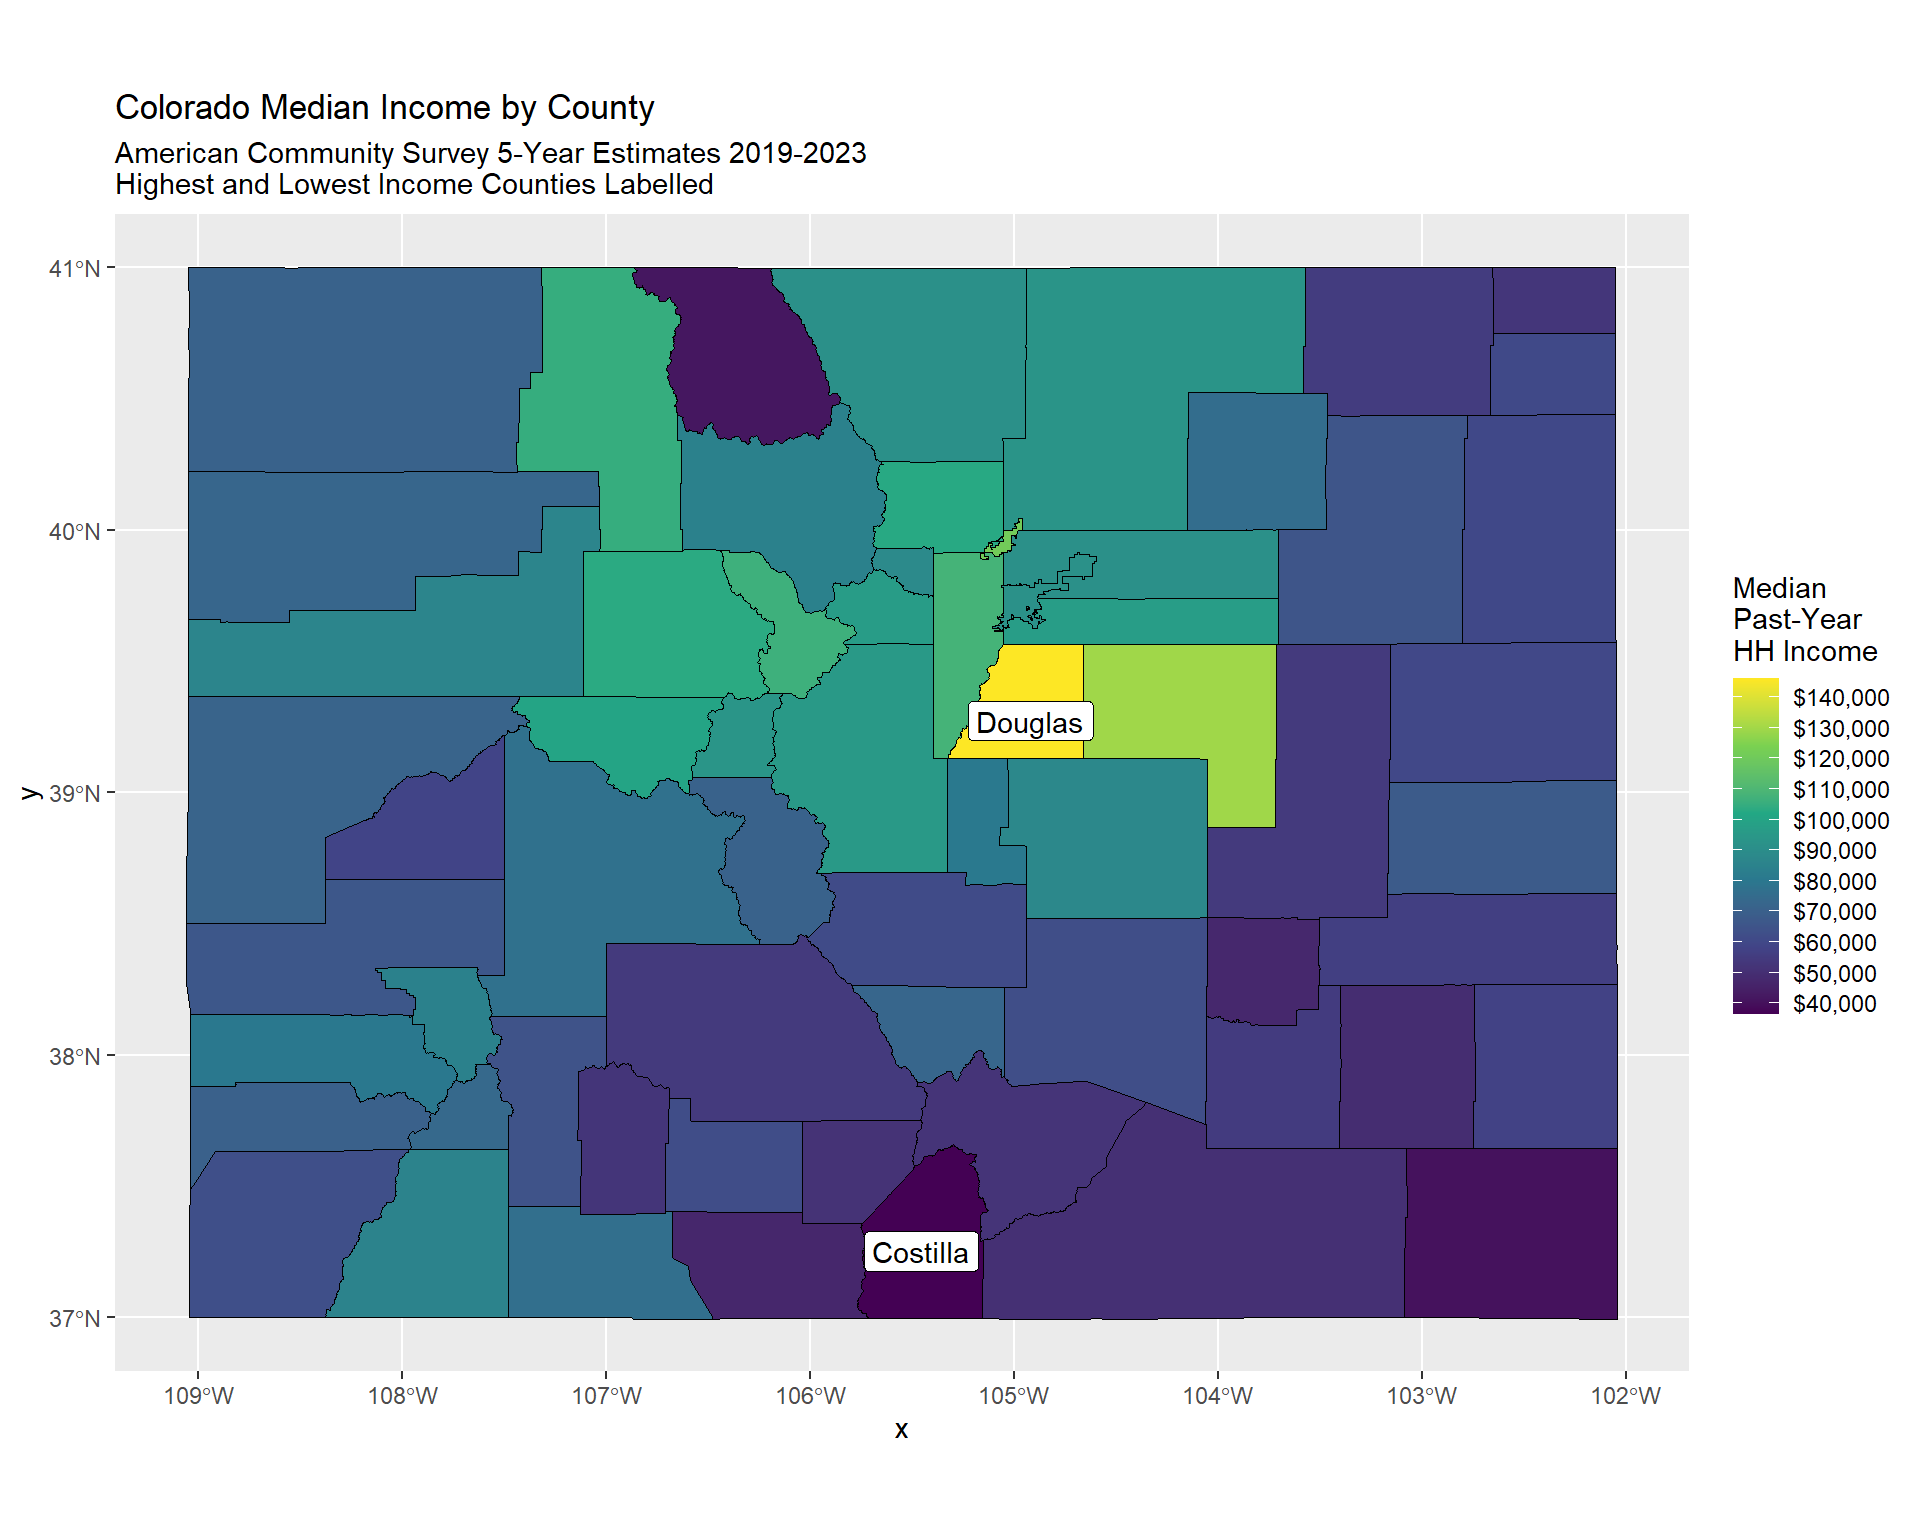 Colorado Median Income by County
American Community Survey 5-Year Estimates 2019-2023
Highest and Lowest Income Counties Labelled
41°N
40°N
39°N
38°N
37°N
y
Douglas
Costilla
109°W
108°W
107°W
106°W
105°W
104°W
103°W
102°W
x
Median
Past-Year
HH Income
$140,000
$130,000
$120,000
$110,000
$100,000
$90,000
$80,000
$70,000
$60,000
$50,000
$40,000